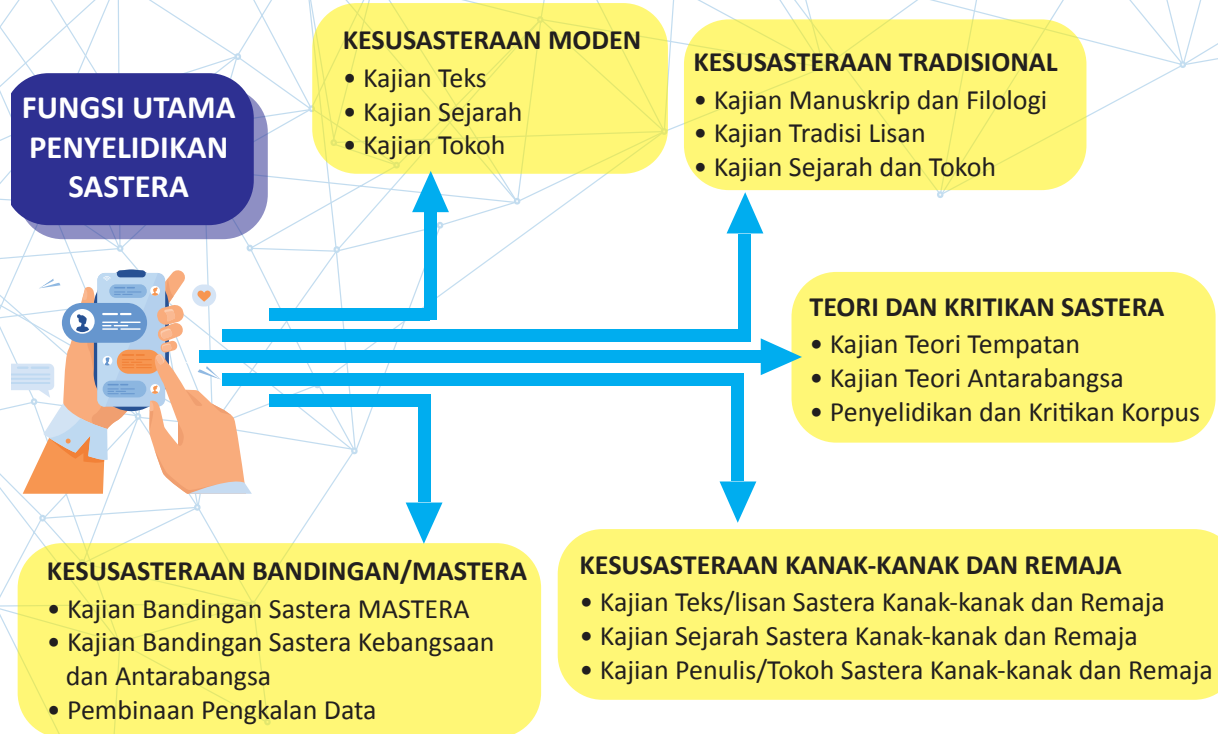 FUNGSI UTAMA
PENYELIDIKAN
SASTERA
KESUSASTERAAN MODEN
• Kajian Teks
• Kajian Sejarah
• Kajian Tokoh
KESUSASTERAAN TRADISIONAL
• Kajian Manuskrip dan Filologi
• Kajian Tradisi Lisan
• Kajian Sejarah dan Tokoh
TEORI DAN KRITIKAN SASTERA
• Kajian Teori Tempatan
• Kajian Teori Antarabangsa
• Penyelidikan dan Kritikan Korpus
KESUSASTERAAN BANDINGAN/MASTERA
• Kajian Bandingan Sastera MASTERA
• Kajian Bandingan Sastera Kebangsaan
dan Antarabangsa
• Pembinaan Pengkalan Data
KESUSASTERAAN KANAK-KANAK DAN REMAJA
• Kajian Teks/lisan Sastera Kanak-kanak dan Remaja
• Kajian Sejarah Sastera Kanak-kanak dan Remaja
• Kajian Penulis/Tokoh Sastera Kanak-kanak dan Remaja